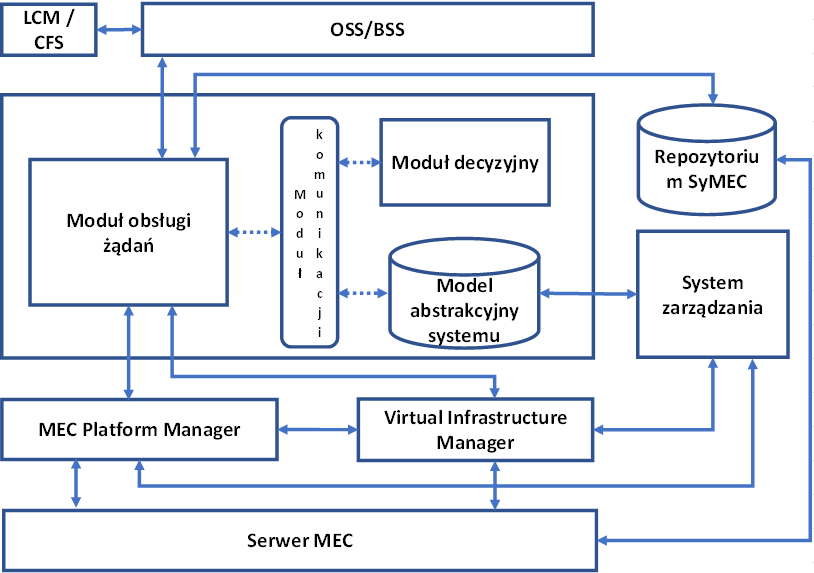 LCM /
CFS
OSS/BSS
Moduł obsługi
żądań
Moduł
komunikacji
Moduł decyzyjny
Model
abstrakcyjny
systemu
Repozytoriu
m SyMEC
System
zarządzania
MEC Platform Manager
Virtual Infrastructure
Manager
Serwer MEC